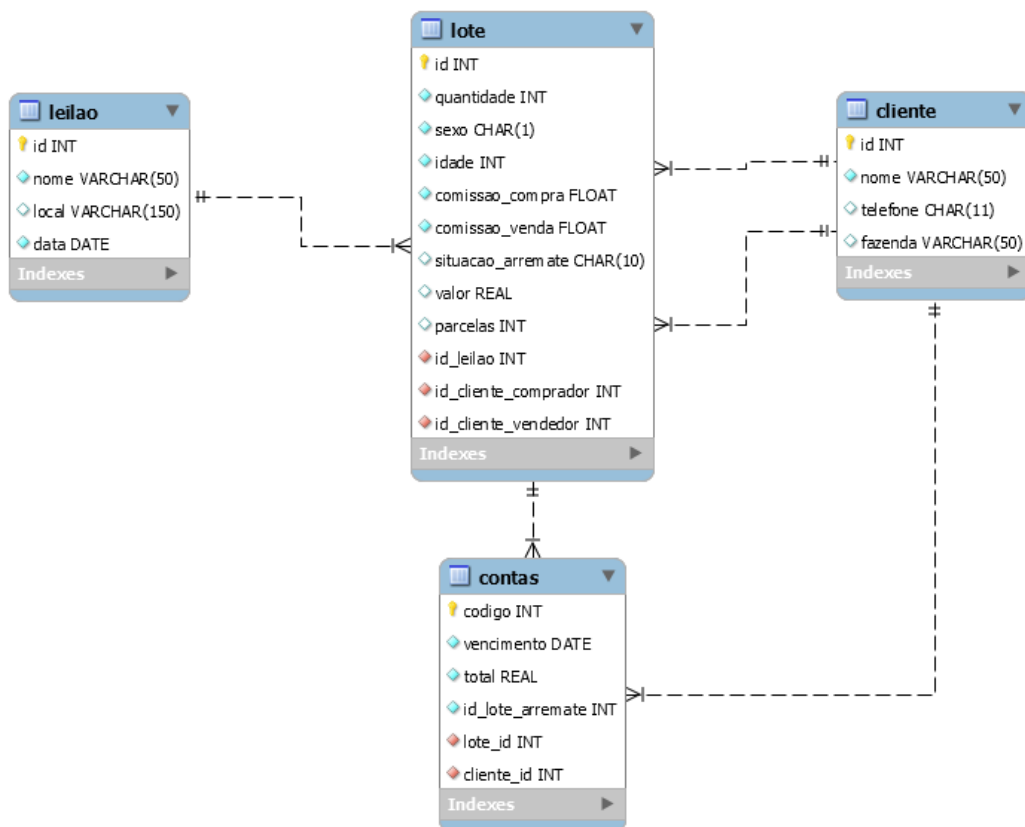 lote
id INT
quantidade INT
sexo CHAR(1)
idade INT
comissao_compra FLOAT
comissao_venda FLOAT
situacao_arremate CHAR(10)
valor REAL
parcelas INT
id_leilao INT
id_cliente_comprador INT
id_cliente_vendedor INT
Indexes
leilao
id INT
nome VARCHAR(50)
local VARCHAR(150)
data DATE
Indexes
cliente
id INT
nome VARCHAR(50)
telefone CHAR(11)
fazenda VARCHAR(50)
Indexes
contas
codigo INT
vencimento DATE
total REAL
id_lote_arremate INT
lote_id INT
cliente_id INT
Indexes